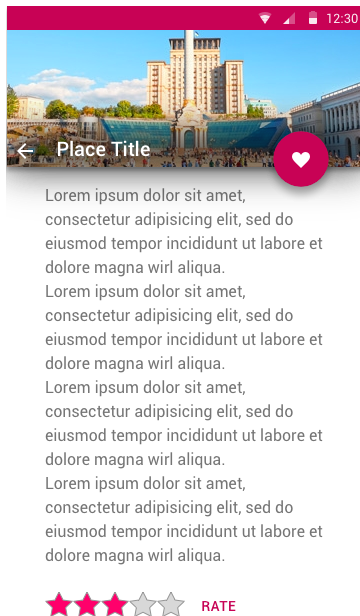 12:30
Place Title
Lorem ipsum dolor sit amet,
consectetur adipisicing elit, sed do
eiusmod tempor incididunt ut labore et
dolore magna wirl aliqua.
Lorem ipsum dolor sit amet,
consectetur adipisicing elit, sed do
eiusmod tempor incididunt ut labore et
dolore magna wirl aliqua.
Lorem ipsum dolor sit amet,
consectetur adipisicing elit, sed do
eiusmod tempor incididunt ut labore et
dolore magna wirl aliqua.
Lorem ipsum dolor sit amet,
consectetur adipisicing elit, sed do
eiusmod tempor incididunt ut labore et
dolore magna wirl aliqua.
RATE